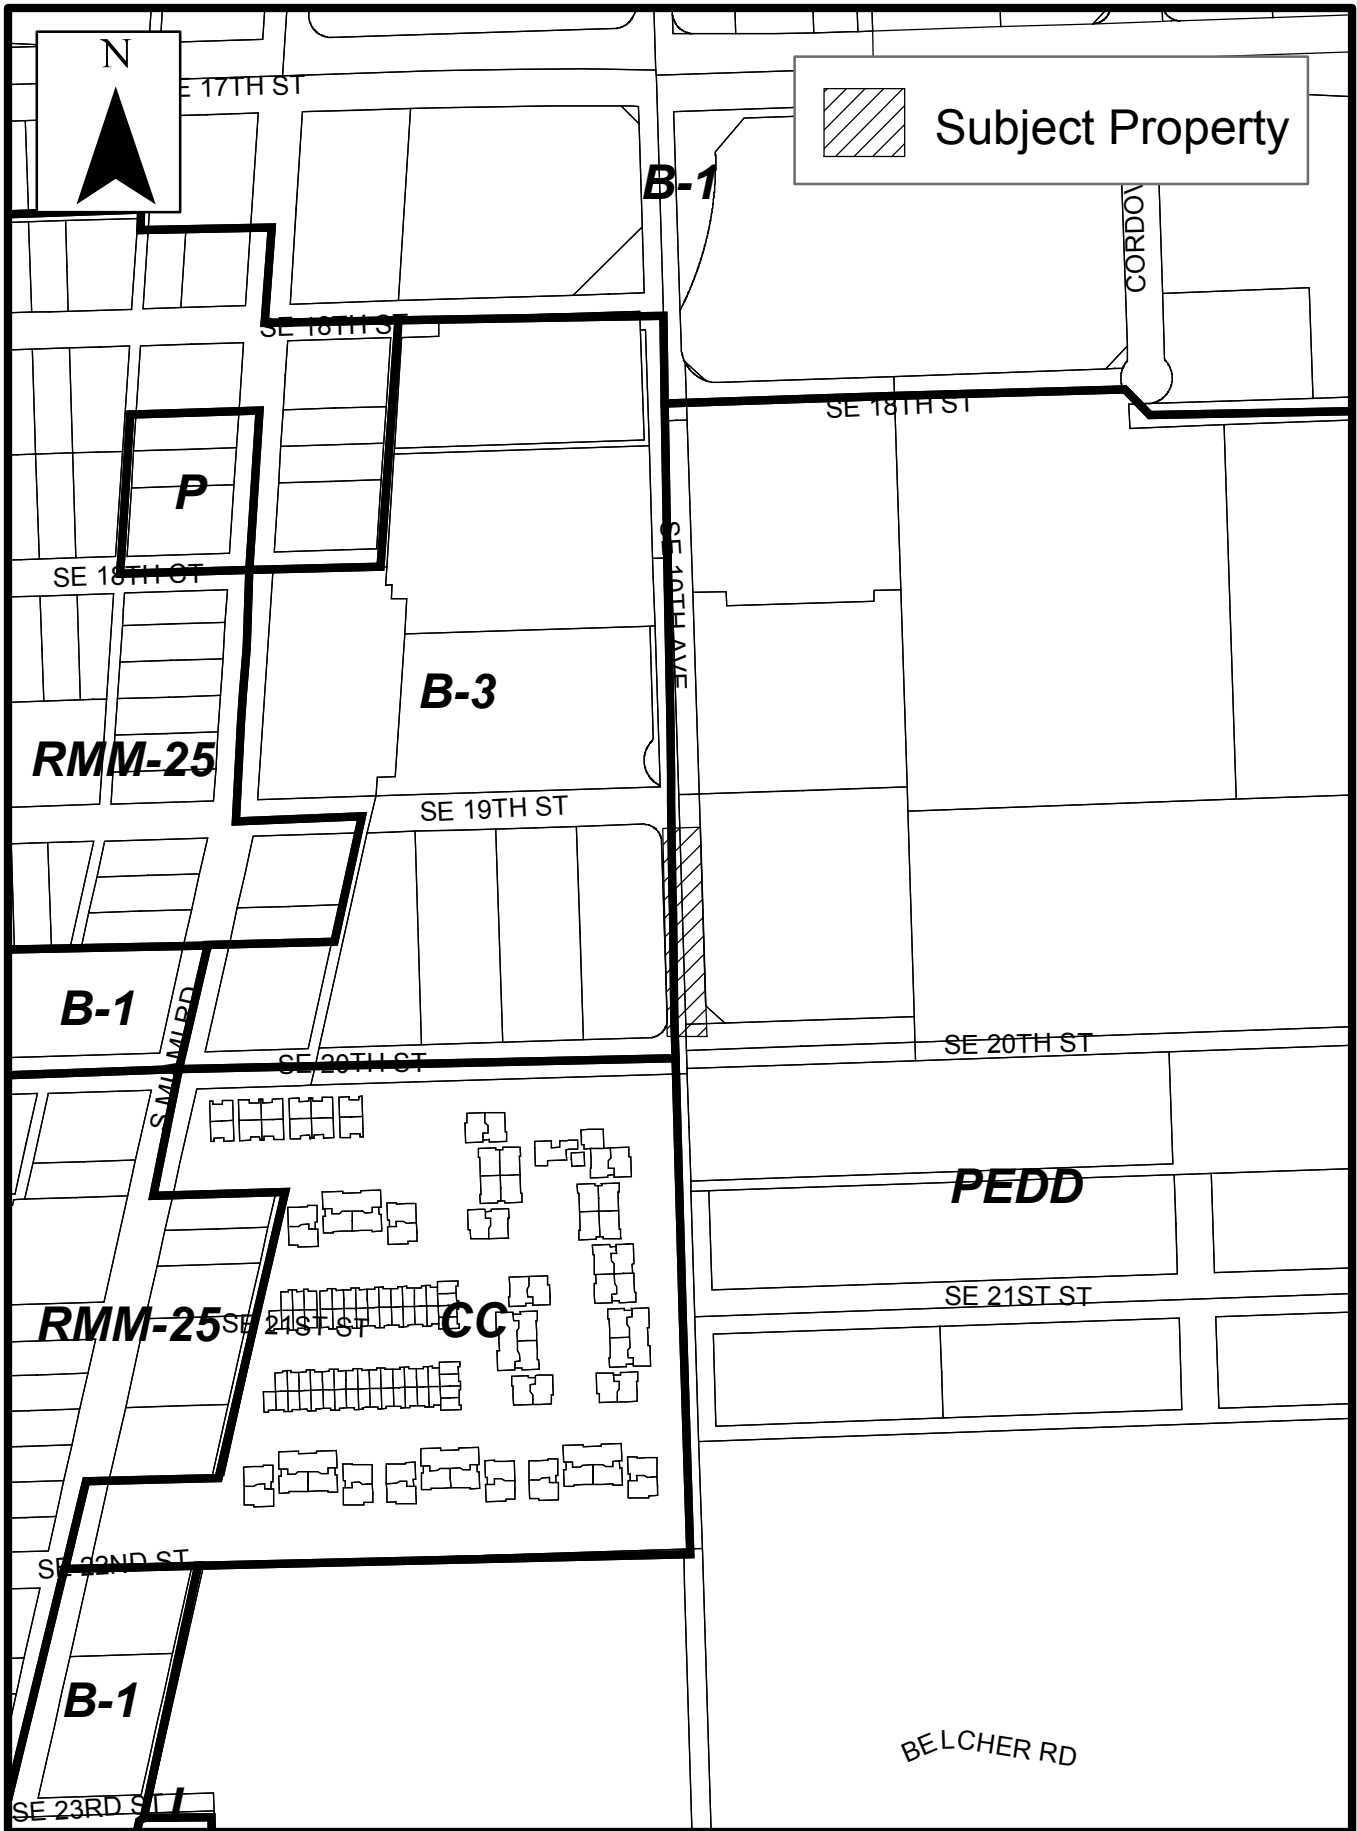 N
E 17TH ST
Subject Property
B-1
CORDOV
SE 18TH ST
SE 18TH ST
P
SE 10TH AVE
SE 18TH CT
B-3
RMM-25
SE 19TH ST
B-1
S MIAMI RD
SE 20TH ST
SE 20TH ST
PEDD
SE 21ST ST
RMM-25
SE 21ST ST
CC
SE 22ND ST
B-1
BELCHER RD
SE 23RD ST
I